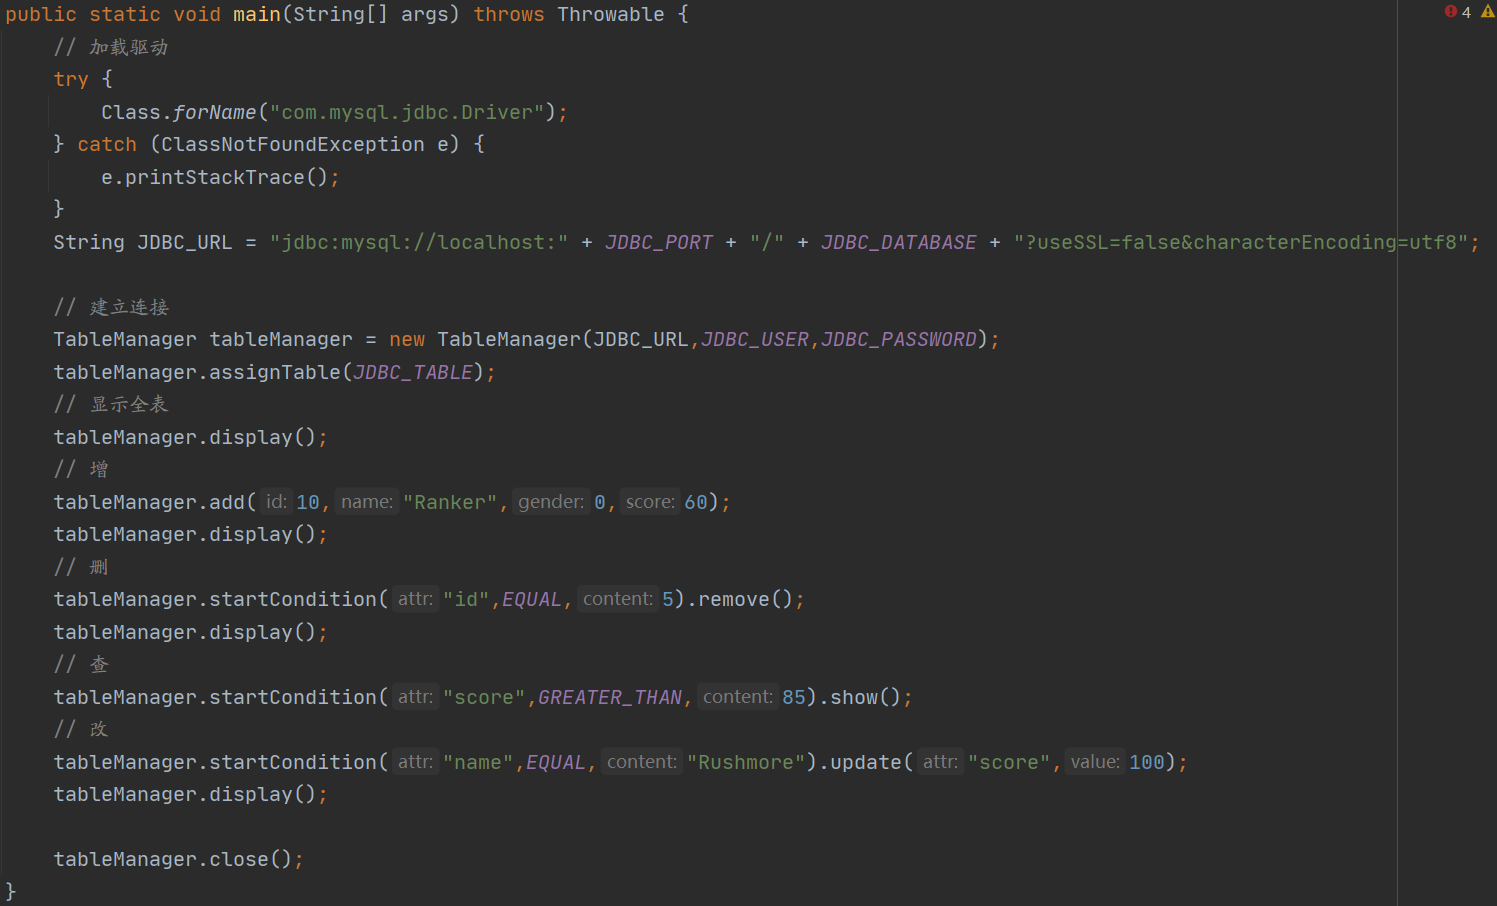 public static void main(String[] args) throws Throwable {
4
// 加载驱动
try {
Class.forName("com.mysql.jdbc.Driver");
} catch (ClassNotFoundException e) {
e.printStackTrace();
}
String JDBC_URL = "jdbc:mysql://localhost:" + JDBC_PORT + "/" + JDBC_DATABASE + "?useSSL=false&characterEncoding=utf8";
// 建立连接
TableManager tableManager = new TableManager(JDBC_URL,JDBC_USER,JDBC_PASSWORD);
tableManager.assignTable(JDBC_TABLE);
// 显示全表
tableManager.display();
// 增
tableManager.add( id: 10, name: "Ranker", gender: 0, score: 60);
tableManager.display();
// 删
tableManager.startCondition( attr: "id",EQUAL, content: 5).remove();
tableManager.display();
// 查
tableManager.startCondition( attr: "score",GREATER_THAN, content: 85).show();
// 改
tableManager.startCondition( attr: "name",EQUAL, content: "Rushmore").update( attr: "score", value: 100);
tableManager.display();
tableManager.close();
}